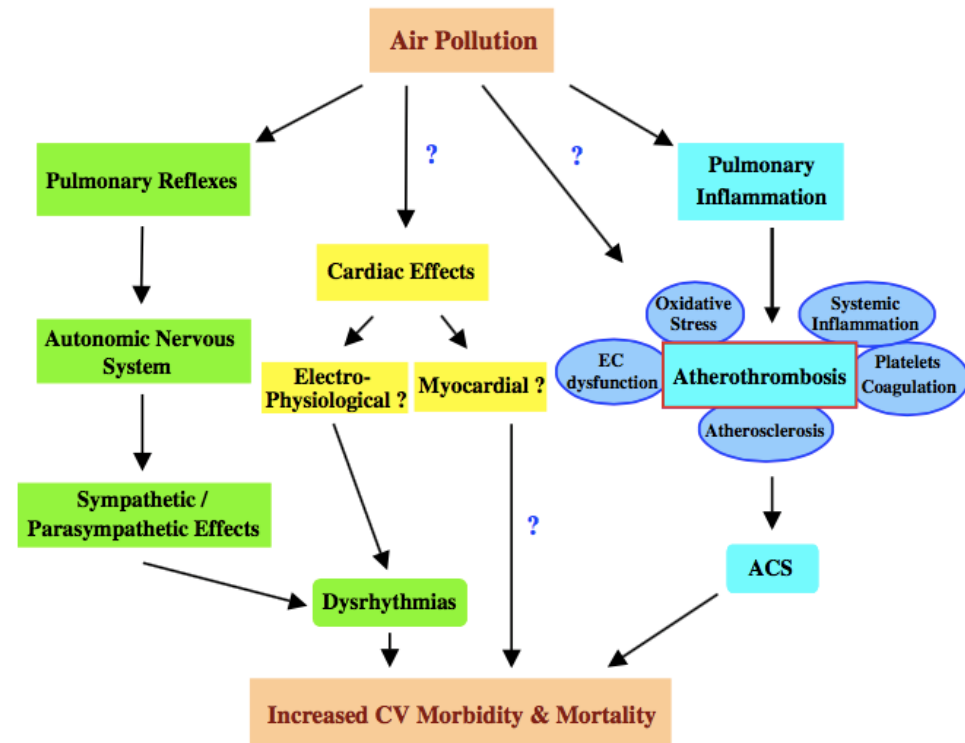 Air Pollution
?
?
Pulmonary Reflexes
Pulmonary
Inflammation
Cardiac Effects
Oxidative
Stress
Systemic
Inflammation
Autonomic Nervous
System
EC
dysfunction
Atherothrombosis
Platelets
Coagulation
Electro-
Physiological ?
Myocardial ?
Atherosclerosis
Sympathetic /
Parasympathetic Effects
?
ACS
Dysrhythmias
Increased CV Morbidity & Mortality